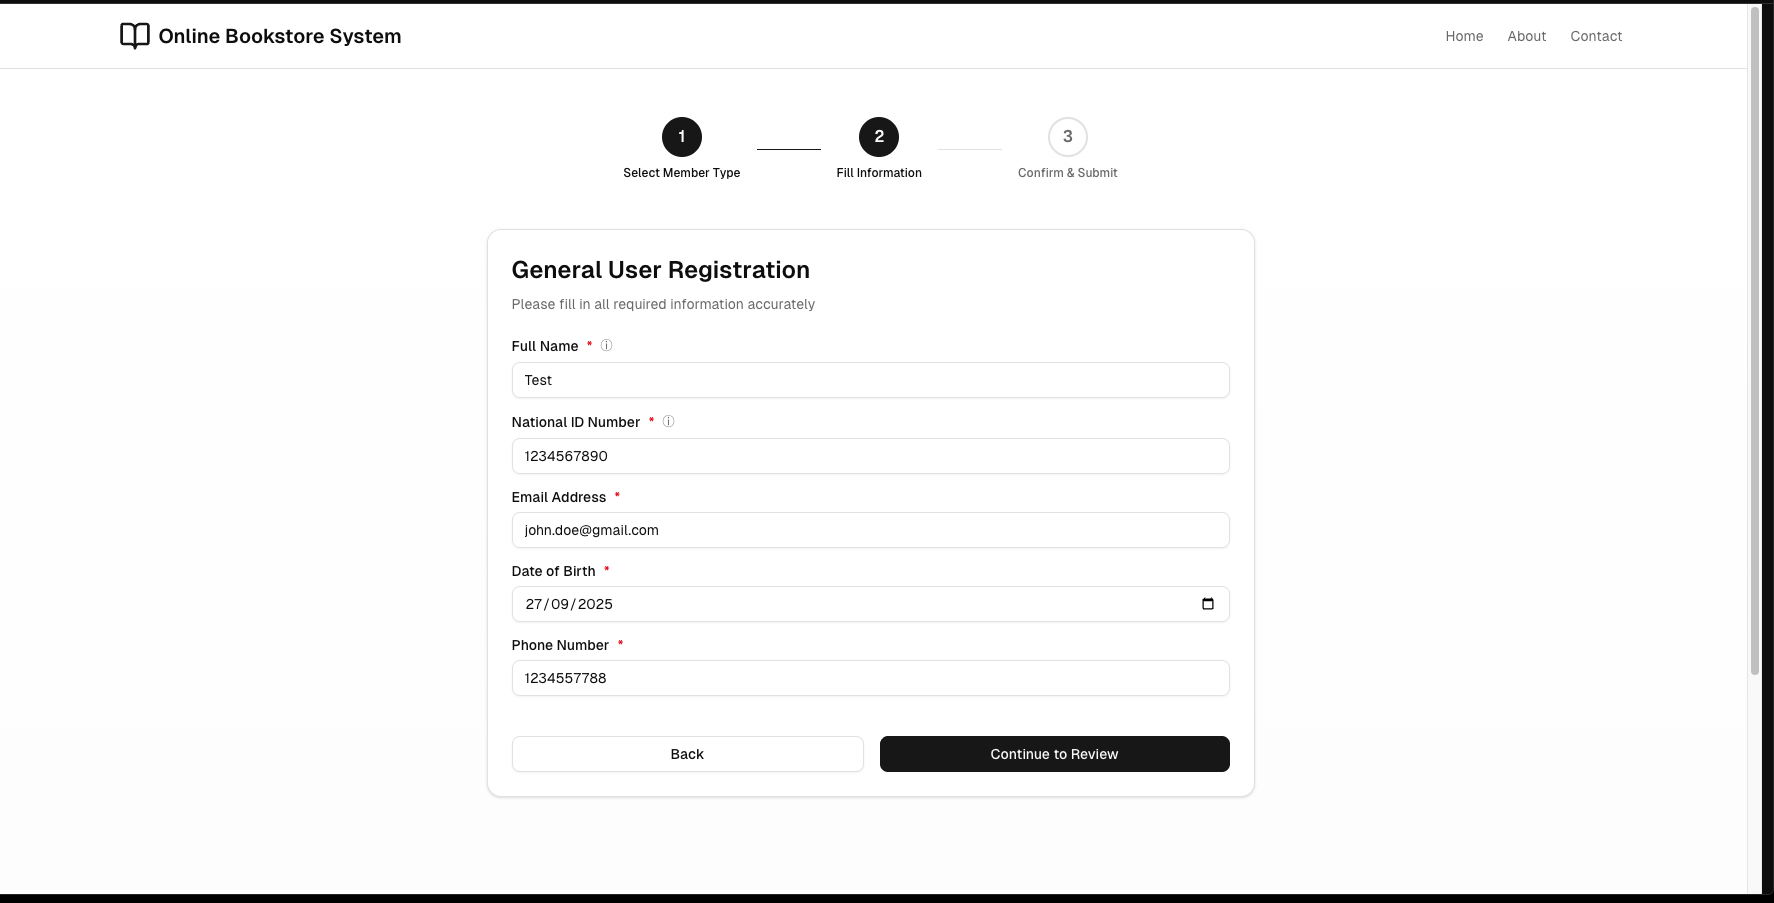 Online Bookstore System
Home About Contact
1 2 3
Select Member Type Fill Information Confirm & Submit
General User Registration
Please fill in all required information accurately
Full Name * ⓘ
Test
National ID Number * ⓘ
1234567890
Email Address *
john.doe@gmail.com
Date of Birth *
27/09/2025
Phone Number *
1234557788
Back Continue to Review